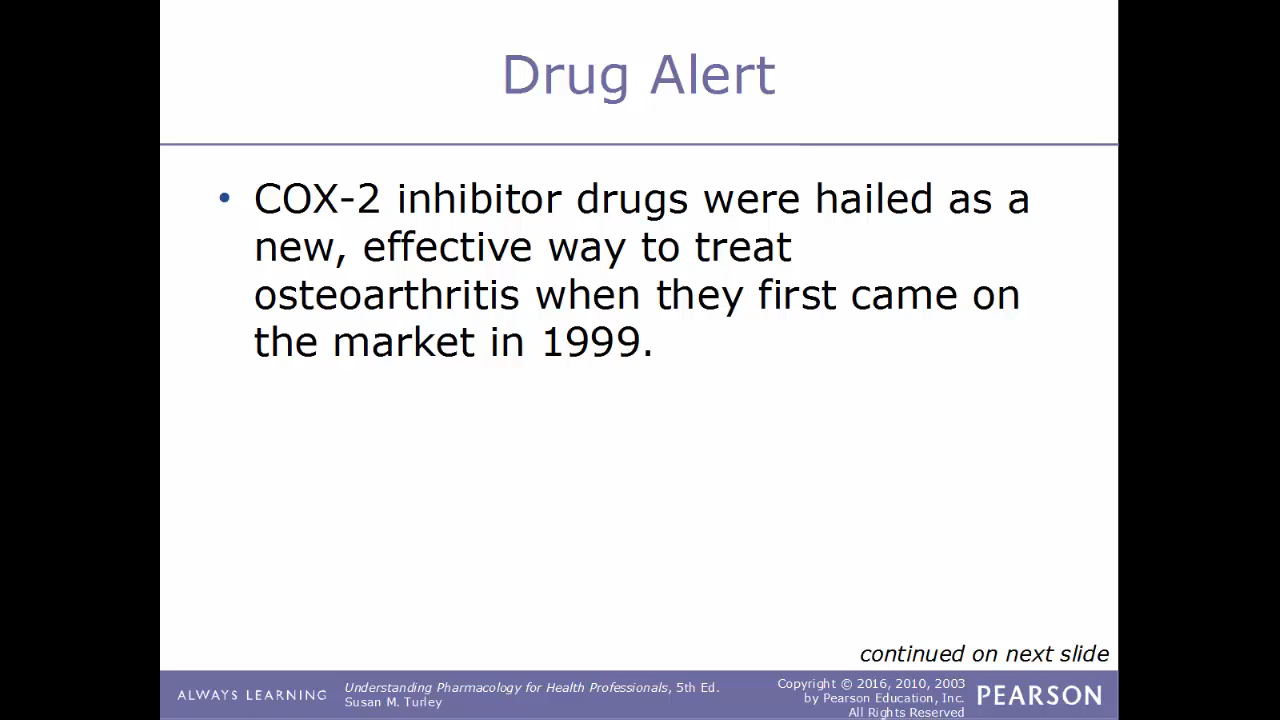 Drug Alert
• COX-2 inhibitor drugs were hailed as a
new, effective way to treat
osteoarthritis when they first came on
the market in 1999.
continued on next slide
ALWAYS LEARNING
Understanding Pharmacology for Health Professionals, 5th Ed.
Susan M. Turley
Copyright © 2016, 2010, 2003
by Pearson Education, Inc.
All Rights Reserved
PEARSON